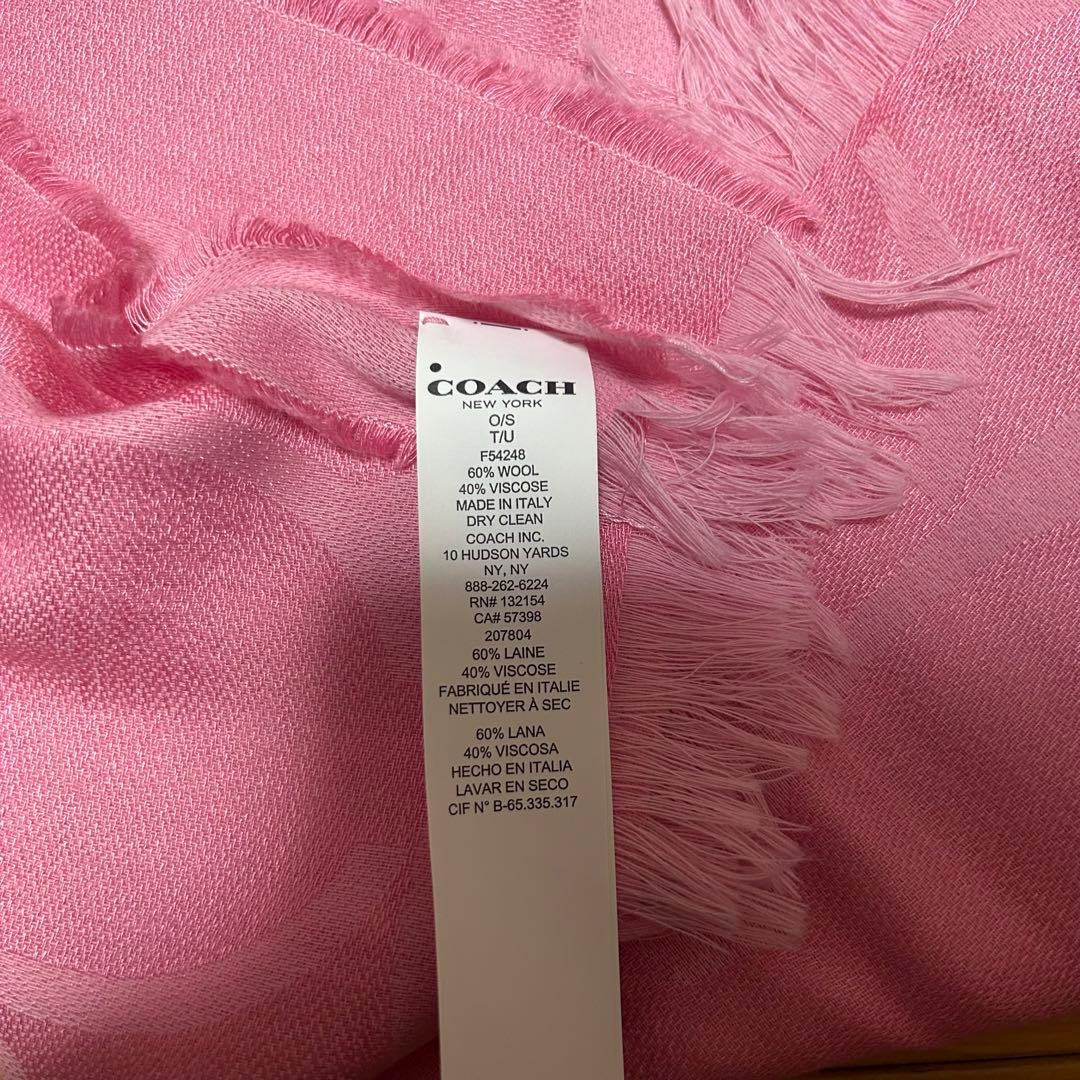 COACH
NEW YORK
O/S
T/U
F54248
60% WOOL
40% VISCOSE
MADE IN ITALY
DRY CLEAN
COACH INC.
10 HUDSON YARDS
NY, NY
888-262-6224
RN# 132154
CA# 57398
207804
60% LAINE
40% VISCOSE
FABRIQUÉ EN ITALIE
NETTOYER À SEC
60% LANA
40% VISCOSA
HECHO EN ITALIA
LAVAR EN SECO
CIF N° B-65.335.317